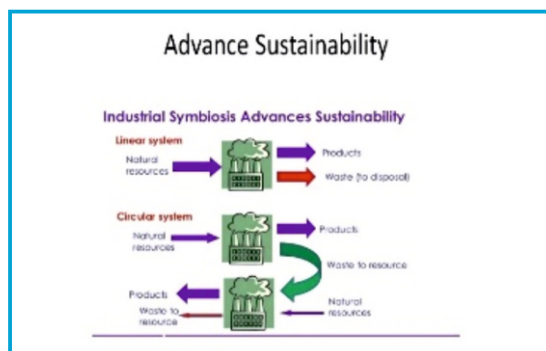 Advance Sustainability
Industrial Symbiosis Advances Sustainability
Linear system
Natural
resources
Products
Waste (to disposal)
Circular system
Natural
resources
Products
Waste to resource
Products
Waste to
resource
Natural
resources